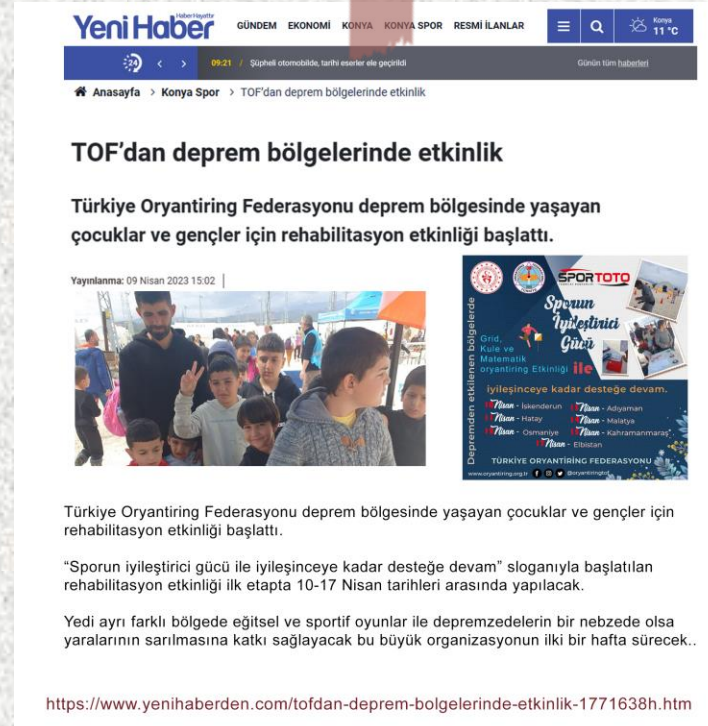 Haber Hayattır
Yeni Haber
GÜNDEM EKONOMİ KONYA KONYA SPOR RESMİ İLANLAR
Konya
11 °C
24
09:21 / Şüpheli otomobilde, tarihi eserler ele geçirildi
Günün tüm haberleri
Anasayfa > Konya Spor > TOF’dan deprem bölgelerinde etkinlik
TOF’dan deprem bölgelerinde etkinlik
Türkiye Oryantiring Federasyonu deprem bölgesinde yaşayan
çocuklar ve gençler için rehabilitasyon etkinliği başlattı.
Yayınlanma: 09 Nisan 2023 15:02
SPORTOTO
Sporun
İyileştirici
Gücü
Grid,
Kule ve
Matematik
oryantiring Etkinliği ile
iyileşinceye kadar desteğe devam.
Depremden etkilenen bölgelerde
Nisan - İskenderun
Nisan - Adıyaman
Nisan - Hatay
Nisan - Malatya
Nisan - Osmaniye
Nisan - Kahramanmaraş
Nisan - Elbistan
TÜRKİYE ORYANTİRİNG FEDERASYONU
www.oryantiring.org.tr @oryantiringtof
Türkiye Oryantiring Federasyonu deprem bölgesinde yaşayan çocuklar ve gençler için
rehabilitasyon etkinliği başlattı.
“Sporun iyileştirici gücü ile iyileşinceye kadar desteğe devam” sloganıyla başlatılan
rehabilitasyon etkinliği ilk etapta 10-17 Nisan tarihleri arasında yapılacak.
Yedi ayrı farklı bölgede eğitsel ve sportif oyunlar ile depremzedelerin bir nebzede olsa
yaralarının sarılmasına katkı sağlayacak bu büyük organizasyonun ilki bir hafta sürecek..
https://www.yenihaberden.com/tofdan-deprem-bolgelerinde-etkinlik-1771638h.htm